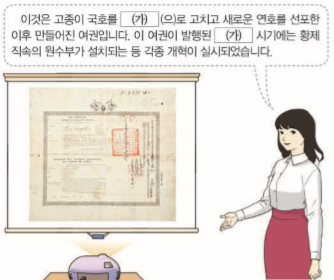 이것은 고종이 국호를 (가) (으)로 고치고 새로운 연호를 선포한
이후 만들어진 여권입니다. 이 여권이 발행된 (가) 시기에는 황제
직속의 원수부가 설치되는 등 각종 개혁이 실시되었습니다.